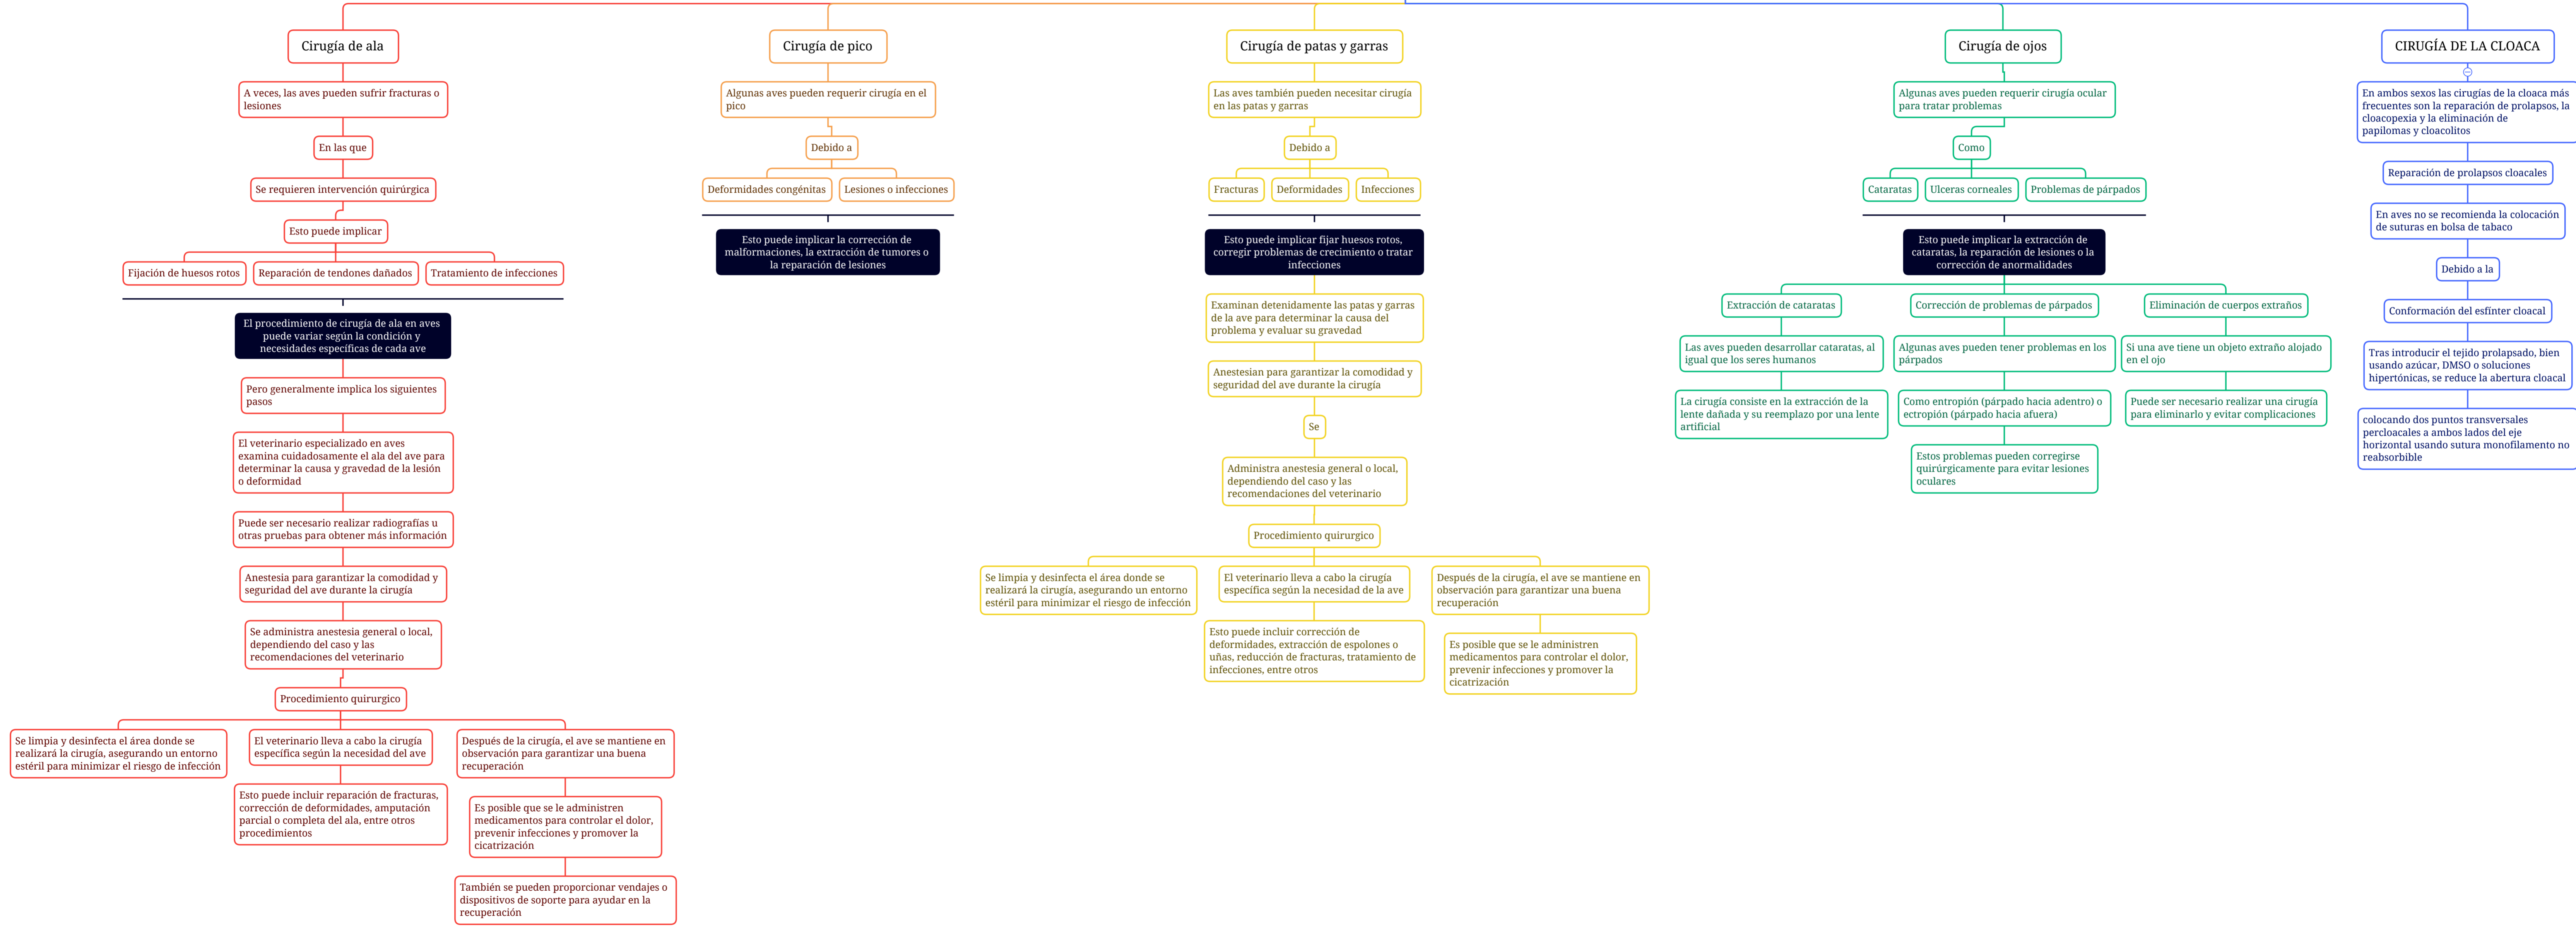 Cirugía de ala
A veces, las aves pueden sufrir fracturas o
lesiones
En las que
Se requieren intervención quirúrgica
Esto puede implicar
Fijación de huesos rotos
Reparación de tendones dañados
Tratamiento de infecciones
El procedimiento de cirugía de ala en aves
puede variar según la condición y
necesidades específicas de cada ave
Pero generalmente implica los siguientes
pasos
El veterinario especializado en aves
examina cuidadosamente el ala del ave para
determinar la causa y gravedad de la lesión
o deformidad
Puede ser necesario realizar radiografías u
otras pruebas para obtener más información
Anestesia para garantizar la comodidad y
seguridad del ave durante la cirugía
Se administra anestesia general o local,
dependiendo del caso y las
recomendaciones del veterinario
Procedimiento quirurgico
Se limpia y desinfecta el área donde se
realizará la cirugía, asegurando un entorno
estéril para minimizar el riesgo de infección
El veterinario lleva a cabo la cirugía
específica según la necesidad del ave
Esto puede incluir reparación de fracturas,
corrección de deformidades, amputación
parcial o completa del ala, entre otros
procedimientos
Después de la cirugía, el ave se mantiene en
observación para garantizar una buena
recuperación
Es posible que se le administren
medicamentos para controlar el dolor,
prevenir infecciones y promover la
cicatrización
También se pueden proporcionar vendajes o
dispositivos de soporte para ayudar en la
recuperación
Cirugía de pico
Algunas aves pueden requerir cirugía en el
pico
Debido a
Deformidades congénitas
Lesiones o infecciones
Esto puede implicar la corrección de
malformaciones, la extracción de tumores o
la reparación de lesiones
Cirugía de patas y garras
Las aves también pueden necesitar cirugía
en las patas y garras
Debido a
Fracturas
Deformidades
Infecciones
Esto puede implicar fijar huesos rotos,
corregir problemas de crecimiento o tratar
infecciones
Examinan detenidamente las patas y garras
de la ave para determinar la causa del
problema y evaluar su gravedad
Anestesian para garantizar la comodidad y
seguridad del ave durante la cirugía
Se
Administra anestesia general o local,
dependiendo del caso y las
recomendaciones del veterinario
Procedimiento quirurgico
Se limpia y desinfecta el área donde se
realizará la cirugía, asegurando un entorno
estéril para minimizar el riesgo de infección
El veterinario lleva a cabo la cirugía
específica según la necesidad de la ave
Esto puede incluir corrección de
deformidades, extracción de espolones o
uñas, reducción de fracturas, tratamiento de
infecciones, entre otros
Después de la cirugía, el ave se mantiene en
observación para garantizar una buena
recuperación
Es posible que se le administren
medicamentos para controlar el dolor,
prevenir infecciones y promover la
cicatrización
Cirugía de ojos
Algunas aves pueden requerir cirugía ocular
para tratar problemas
Como
Cataratas
Ulceras corneales
Problemas de párpados
Esto puede implicar la extracción de
cataratas, la reparación de lesiones o la
corrección de anormalidades
Extracción de cataratas
Las aves pueden desarrollar cataratas, al
igual que los seres humanos
La cirugía consiste en la extracción de la
lente dañada y su reemplazo por una lente
artificial
Corrección de problemas de párpados
Algunas aves pueden tener problemas en los
párpados
Como entropión (párpado hacia adentro) o
ectropión (párpado hacia afuera)
Estos problemas pueden corregirse
quirúrgicamente para evitar lesiones
oculares
Eliminación de cuerpos extraños
Si una ave tiene un objeto extraño alojado
en el ojo
Puede ser necesario realizar una cirugía
para eliminarlo y evitar complicaciones
CIRUGÍA DE LA CLOACA
En ambos sexos las cirugías de la cloaca más
frecuentes son la reparación de prolapsos, la
cloacopexia y la eliminación de
papilomas y cloacolitos
Reparación de prolapsos cloacales
En aves no se recomienda la colocación
de suturas en bolsa de tabaco
Debido a la
Conformación del esfínter cloacal
Tras introducir el tejido prolapsado, bien
usando azúcar, DMSO o soluciones
hipertónicas, se reduce la abertura cloacal
colocando dos puntos transversales
percloacales a ambos lados del eje
horizontal usando sutura monofilamento no
reabsorbible